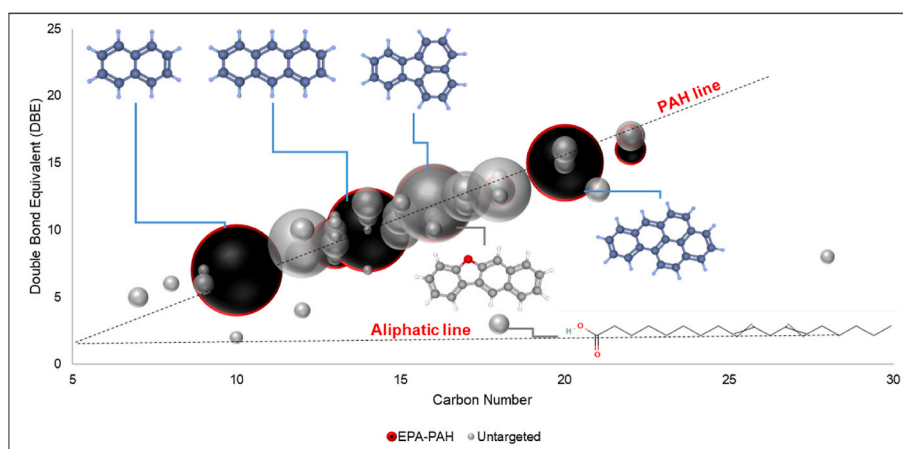 25
20
15
10
5
0
Double Bond Equivalent (DBE)
PAH line
Aliphatic line
H O
O
5 10 15 20 25 30
Carbon Number
EPA-PAH Untargeted